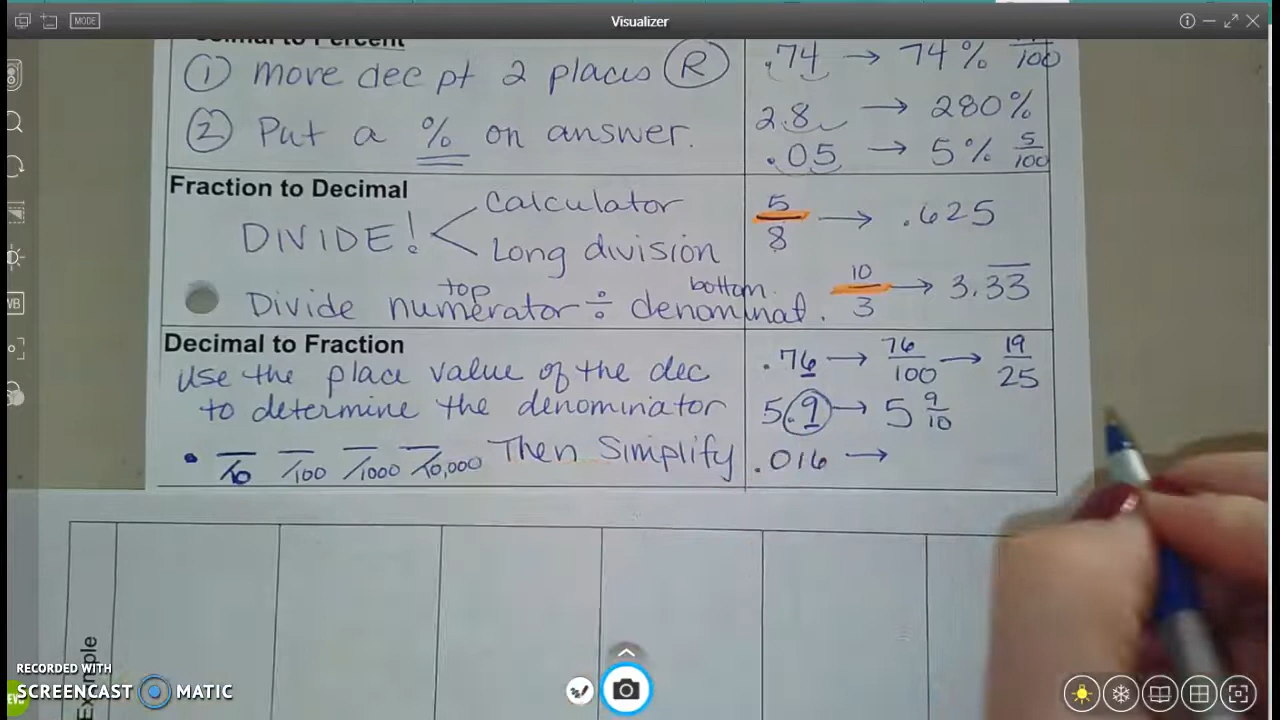 Visualizer
MODE
Decimal to Percent
① move dec pt 2 places Ⓡ
.74 → 74% /100
② Put a % on answer.
2.8 → 280%
.05 → 5% 5/100
Fraction to Decimal
DIVIDE! < Calculator
Long division
5/8 → .625
top bottom
Divide numerator ÷ denominat.
10/3 → 3.33
Decimal to Fraction
Use the place value of the dec
to determine the denominator
• /10 /100 /1000 /10,000 Then Simplify
.76 → 76/100 → 19/25
5.9 → 5 9/10
.016 →
Example
RECORDED WITH
SCREENCAST MATIC